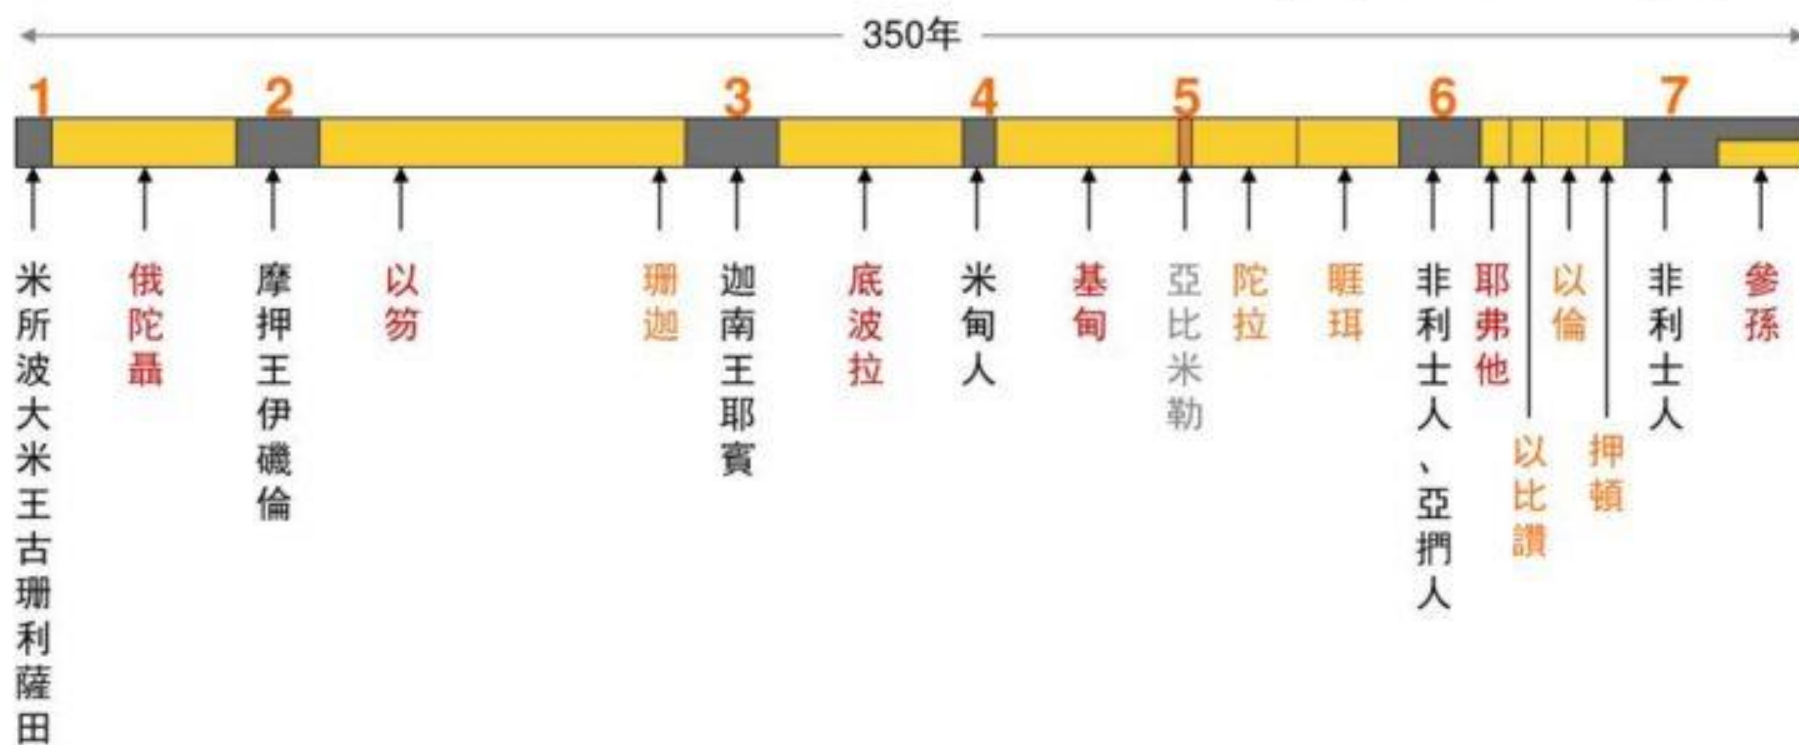 350年
1
2
3
4
5
6
7
米所波大米王古珊利薩田
俄陀聶
摩押王伊磯倫
以笏
珊迦
迦南王耶賓
底波拉
米甸人
基甸
亞比米勒
陀拉
睚珥
非利士人、亞捫人
耶弗他
以比讚
以倫
押頓
非利士人
參孫